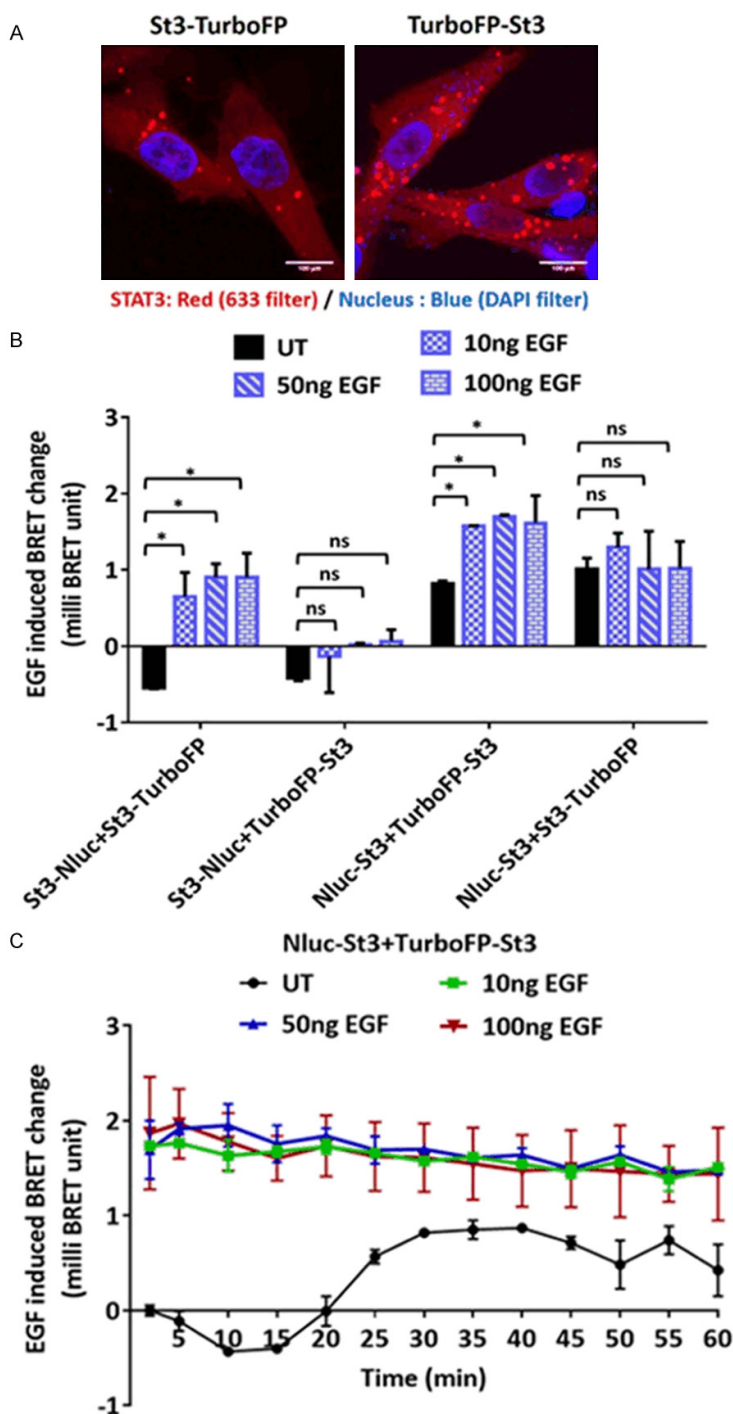 A
St3-TurboFP
TurboFP-St3
100 µm
100 µm
STAT3: Red (633 filter) / Nucleus : Blue (DAPI filter)
B
UT
10ng EGF
50ng EGF
100ng EGF
EGF induced BRET change
(milli BRET unit)
3
2
1
0
-1
*
*
*
ns
ns
ns
*
*
*
ns
ns
ns
St3-Nluc+St3-TurboFP
St3-Nluc+TurboFP-St3
Nluc-St3+TurboFP-St3
Nluc-St3+St3-TurboFP
C
Nluc-St3+TurboFP-St3
UT
10ng EGF
50ng EGF
100ng EGF
EGF induced BRET change
(milli BRET unit)
3
2
1
0
-1
5 10 15 20 25 30 35 40 45 50 55 60
Time (min)